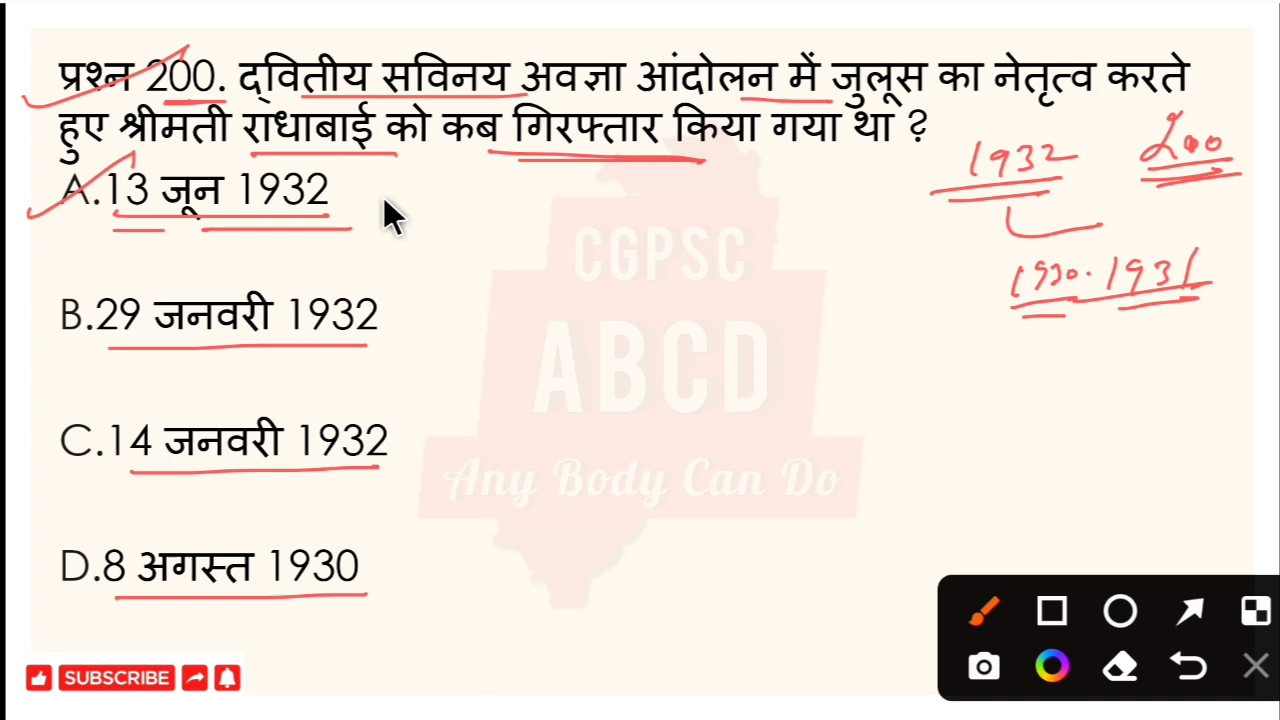 प्रश्न 200. द्वितीय सविनय अवज्ञा आंदोलन में जुलूस का नेतृत्व करते
हुए श्रीमती राधाबाई को कब गिरफ्तार किया गया था ?
1932
200
A.13 जून 1932
1930. 1931
B.29 जनवरी 1932
C.14 जनवरी 1932
D.8 अगस्त 1930
CGPSC
ABCD
Any Body Can Do
SUBSCRIBE